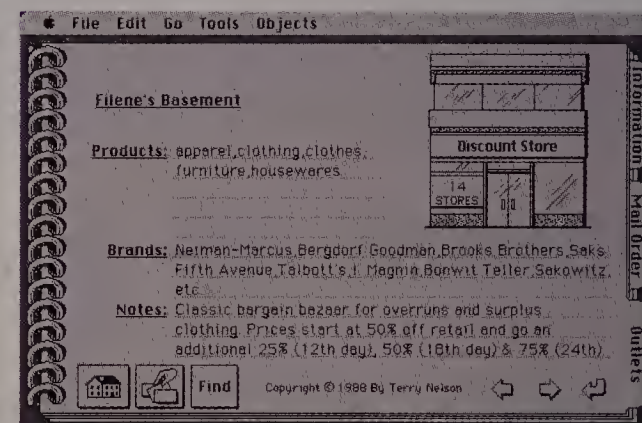 File Edit Go Tools Objects
Filene's Basement
Discount Store
14
STORES
Products: apparel,clothing,clothes,
furniture,housewares
Brands: Neiman-Marcus,Bergdorf Goodman,Brooks Brothers,Saks
Fifth Avenue,Talbott's,I. Magnin,Bonwit Teller,Sakowitz,
etc
Notes: Classic bargain bazaar for overruns and surplus
clothing. Prices start at 50% off retail and go an
additional 25% (12th day), 50% (18th day) & 75% (24th)
Find
Copyright © 1988 By Terry Nelson
Information
Mail Order
Outlets